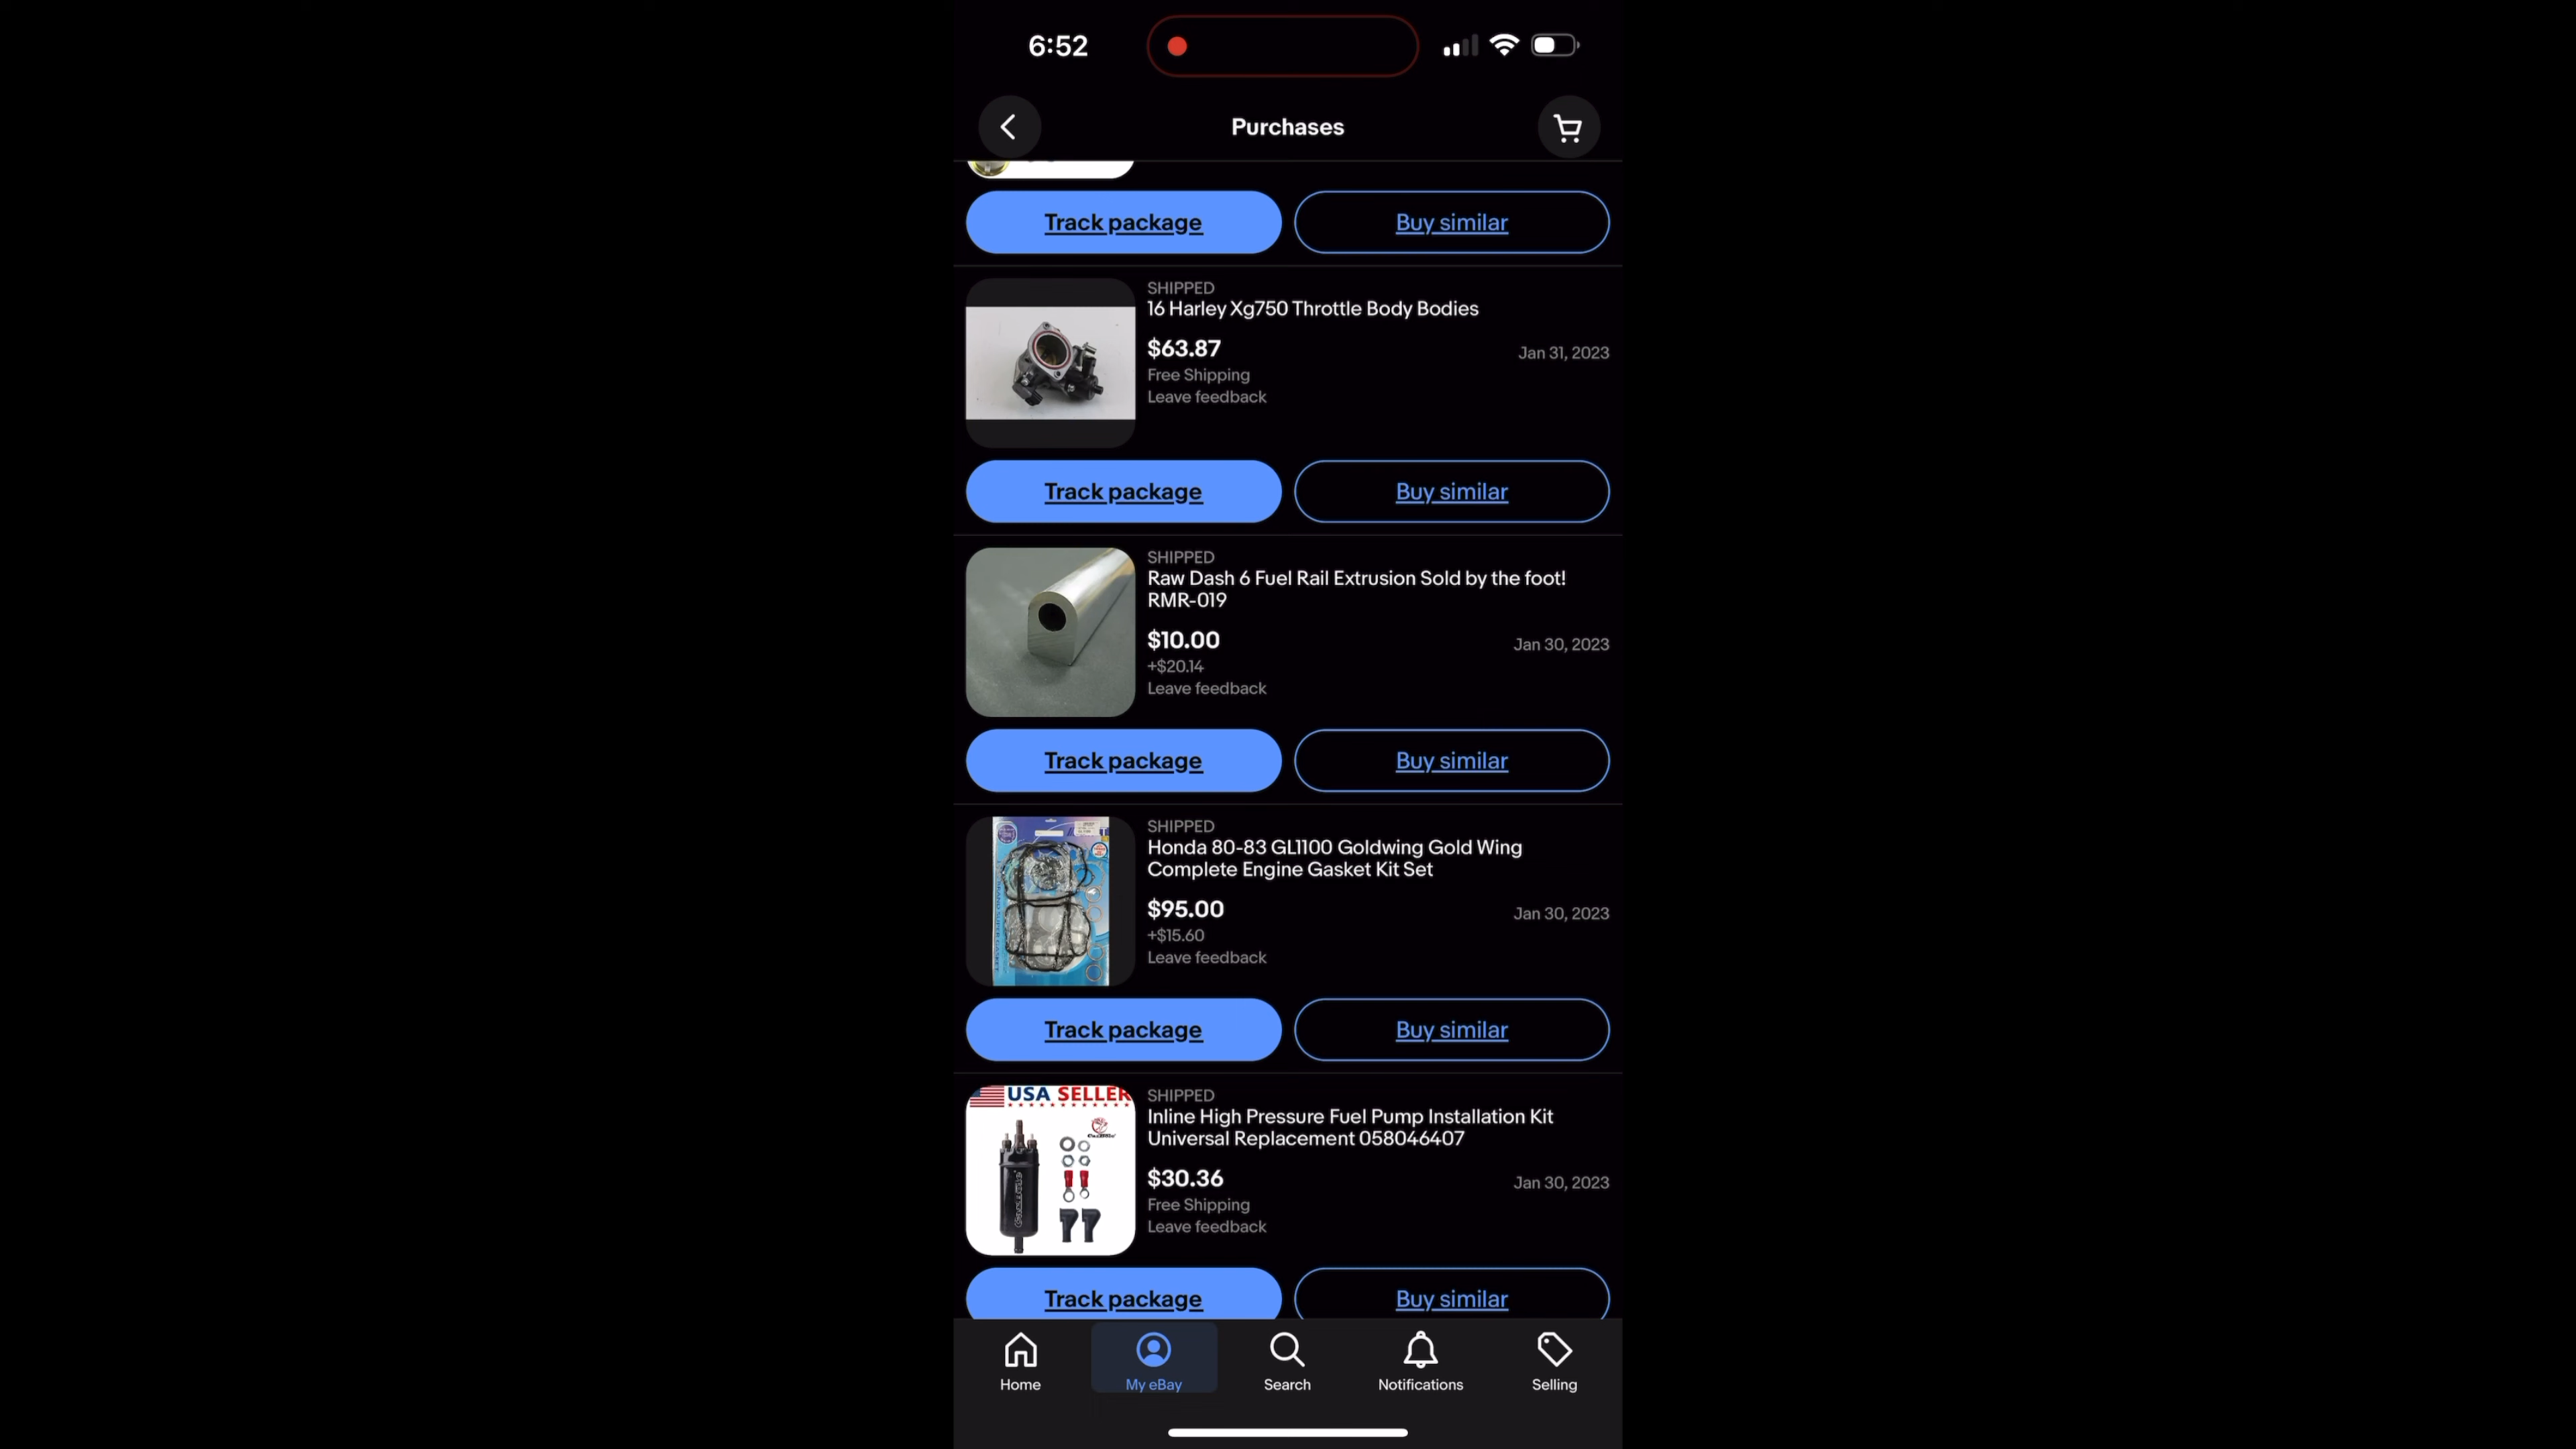 6:52
Purchases
Track package
Buy similar
SHIPPED
16 Harley Xg750 Throttle Body Bodies
$63.87
Jan 31, 2023
Free Shipping
Leave feedback
Track package
Buy similar
SHIPPED
Raw Dash 6 Fuel Rail Extrusion Sold by the foot!
RMR-019
$10.00
Jan 30, 2023
+$20.14
Leave feedback
Track package
Buy similar
SHIPPED
Honda 80-83 GL1100 Goldwing Gold Wing
Complete Engine Gasket Kit Set
$95.00
Jan 30, 2023
+$15.60
Leave feedback
Track package
Buy similar
USA SELLER
SHIPPED
Inline High Pressure Fuel Pump Installation Kit
Universal Replacement 058046407
$30.36
Jan 30, 2023
Free Shipping
Leave feedback
Track package
Buy similar
Home
My eBay
Search
Notifications
Selling